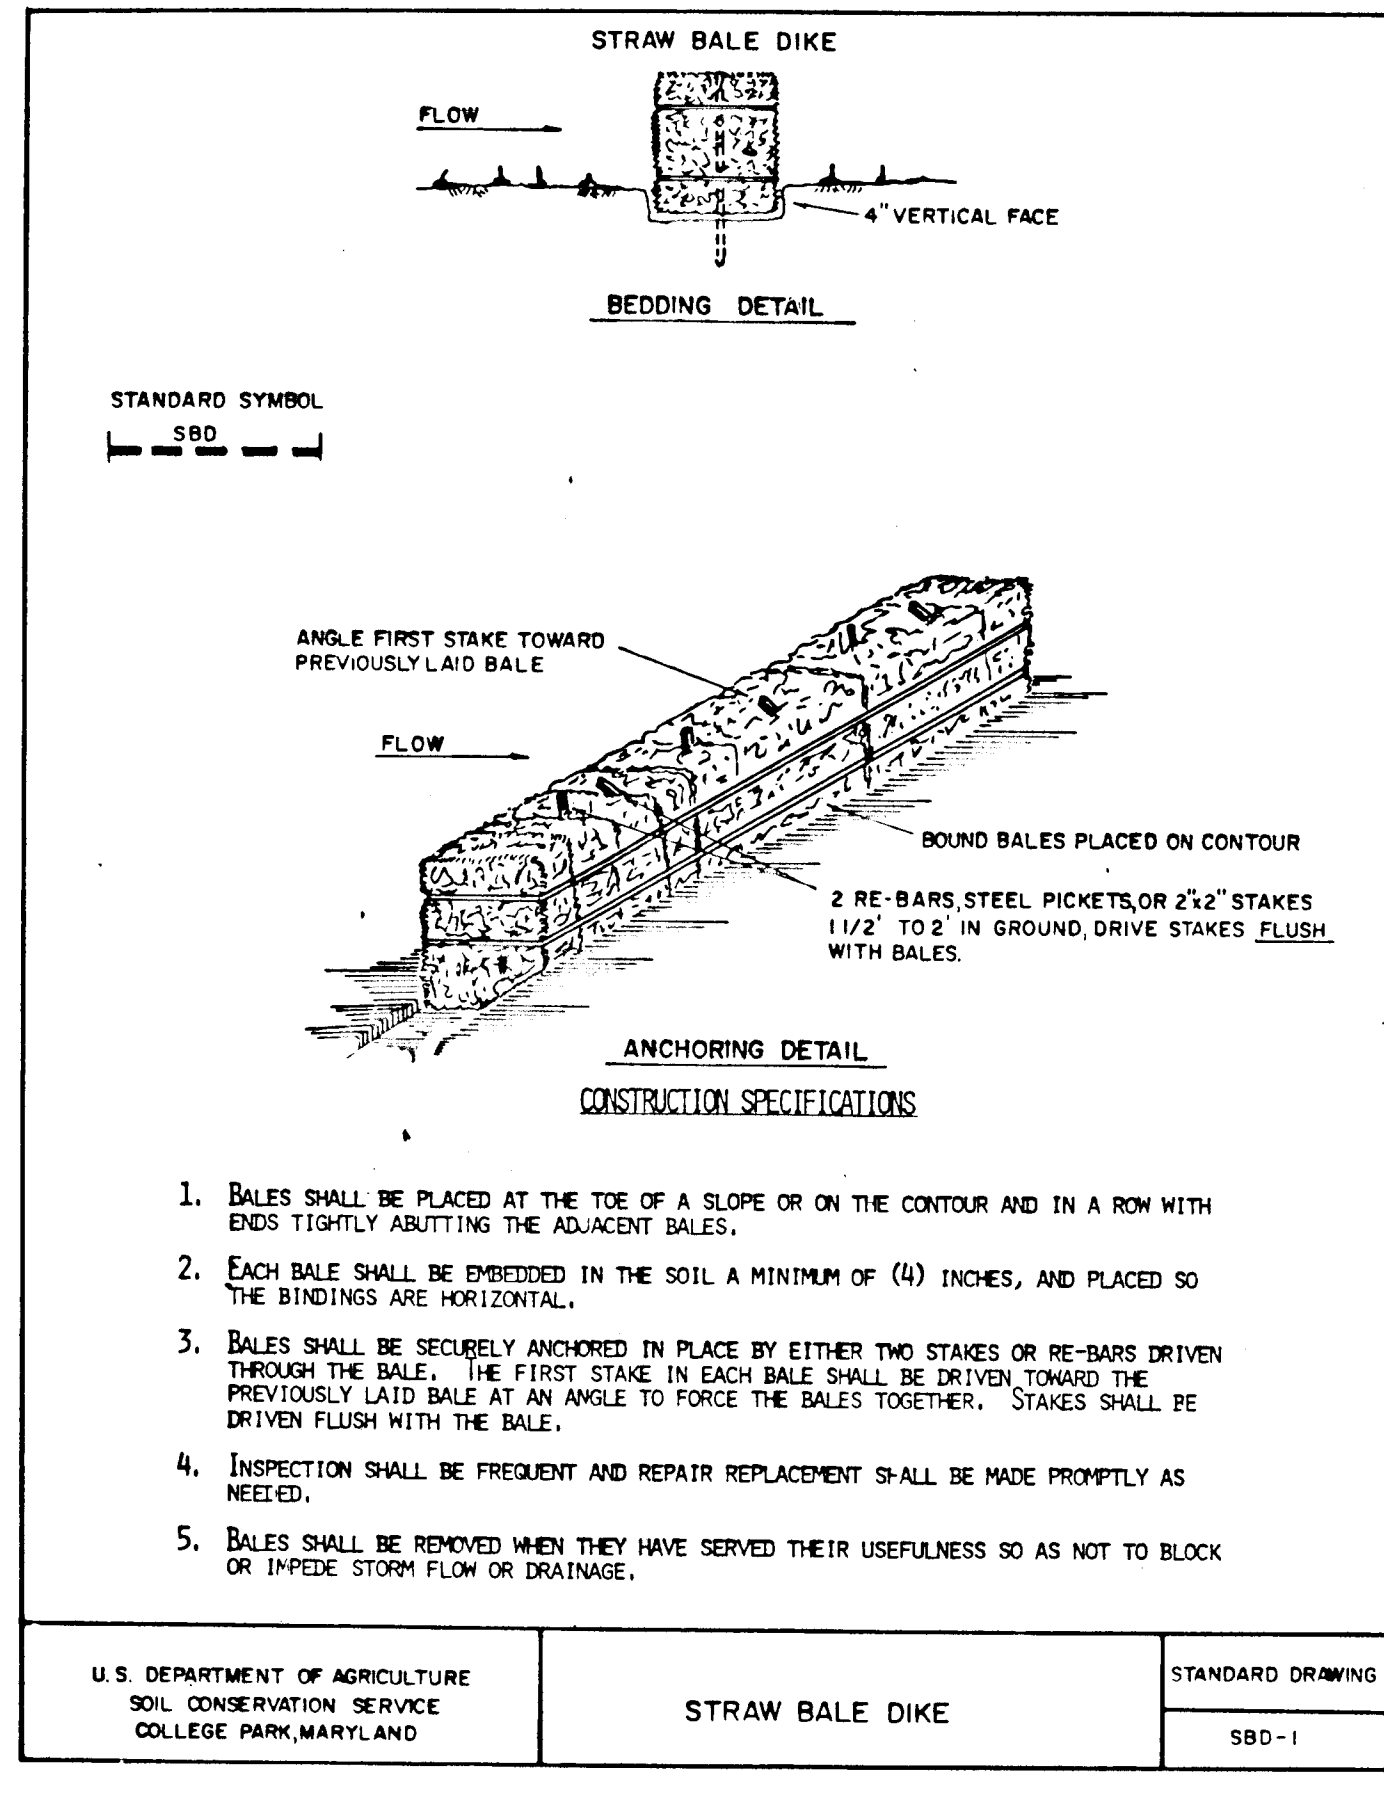 STRAW BALE DIKE
FLOW
4" VERTICAL FACE
BEDDING DETAIL
STANDARD SYMBOL
SBD
ANGLE FIRST STAKE TOWARD
PREVIOUSLY LAID BALE
FLOW
BOUND BALES PLACED ON CONTOUR
2 RE-BARS, STEEL PICKETS, OR 2"x2" STAKES
1 1/2' TO 2' IN GROUND, DRIVE STAKES FLUSH
WITH BALES.
ANCHORING DETAIL
CONSTRUCTION SPECIFICATIONS
1. BALES SHALL BE PLACED AT THE TOE OF A SLOPE OR ON THE CONTOUR AND IN A ROW WITH
ENDS TIGHTLY ABUTTING THE ADJACENT BALES.
2. EACH BALE SHALL BE EMBEDDED IN THE SOIL A MINIMUM OF (4) INCHES, AND PLACED SO
THE BINDINGS ARE HORIZONTAL.
3. BALES SHALL BE SECURELY ANCHORED IN PLACE BY EITHER TWO STAKES OR RE-BARS DRIVEN
THROUGH THE BALE. THE FIRST STAKE IN EACH BALE SHALL BE DRIVEN TOWARD THE
PREVIOUSLY LAID BALE AT AN ANGLE TO FORCE THE BALES TOGETHER. STAKES SHALL BE
DRIVEN FLUSH WITH THE BALE.
4. INSPECTION SHALL BE FREQUENT AND REPAIR REPLACEMENT SHALL BE MADE PROMPTLY AS
NEEDED.
5. BALES SHALL BE REMOVED WHEN THEY HAVE SERVED THEIR USEFULNESS SO AS NOT TO BLOCK
OR IMPEDE STORM FLOW OR DRAINAGE.
U.S. DEPARTMENT OF AGRICULTURE
SOIL CONSERVATION SERVICE
COLLEGE PARK, MARYLAND
STRAW BALE DIKE
STANDARD DRAWING
SBD-1